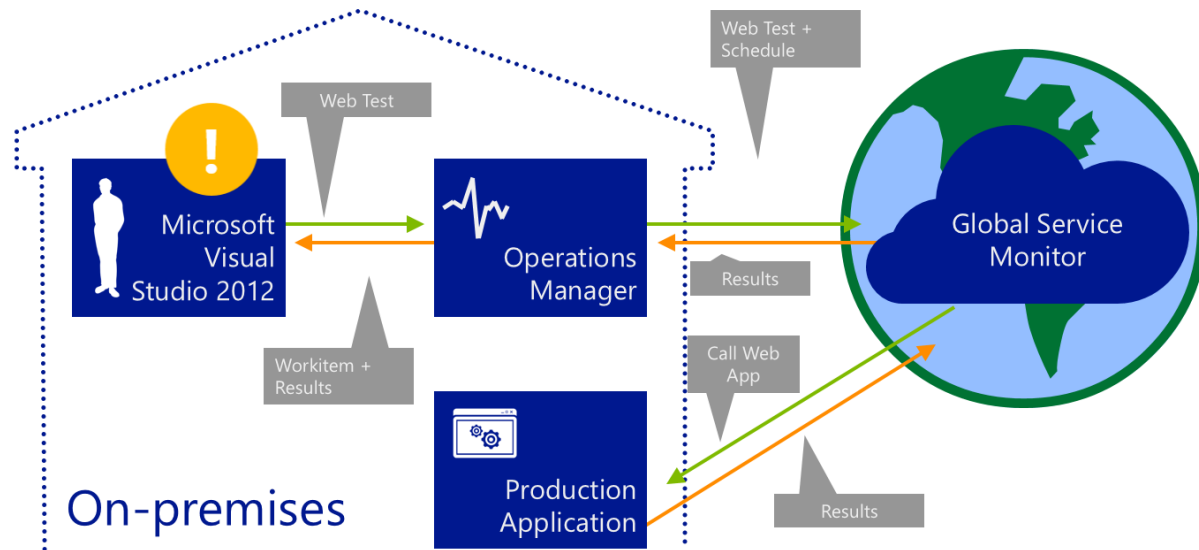 Web Test +
Schedule
Web Test
!
Microsoft
Visual
Studio 2012
Operations
Manager
Global Service
Monitor
Results
Workitem +
Results
Call Web
App
Production
Application
Results
On-premises